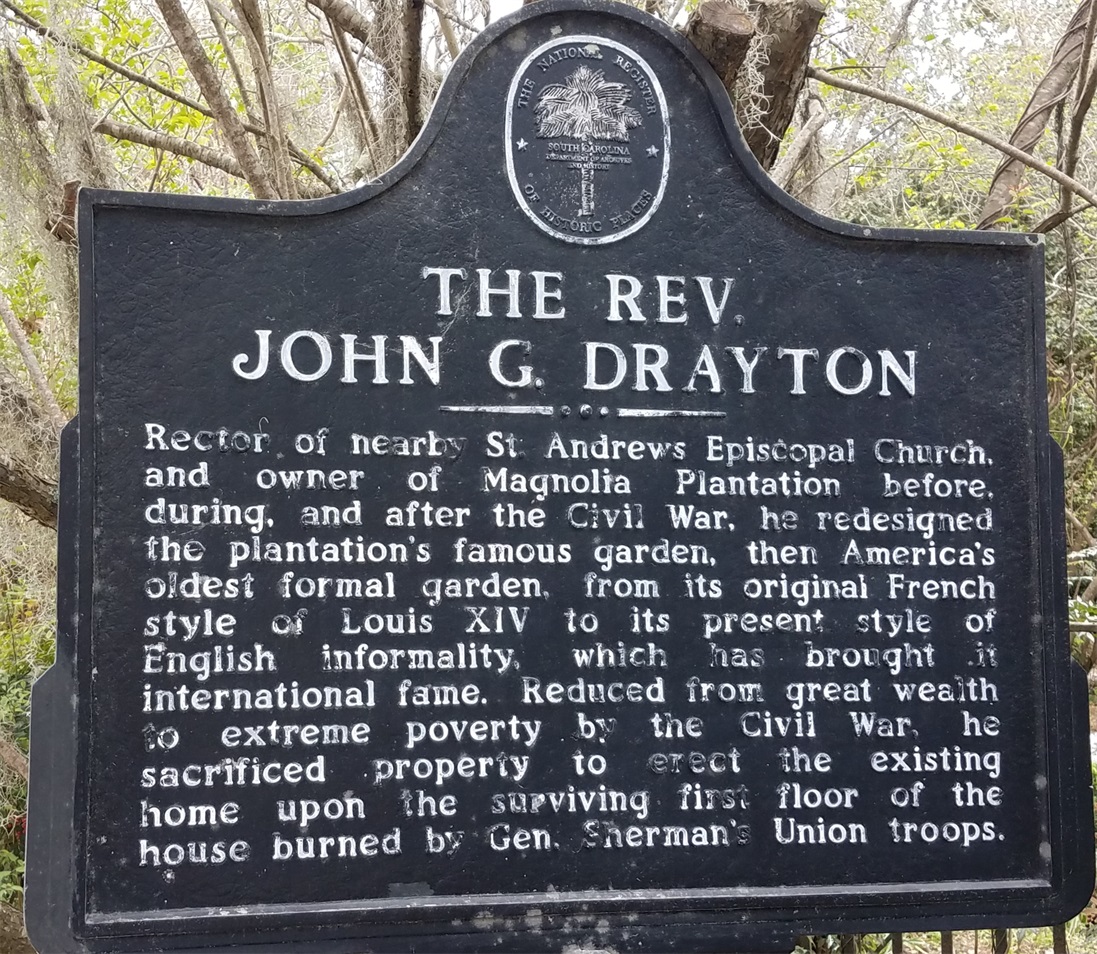 THE NATIONAL REGISTER
SOUTH CAROLINA
DEPARTMENT OF ARCHIVES
AND HISTORY
OF HISTORIC PLACES
THE REV.
JOHN G. DRAYTON
Rector of nearby St. Andrews Episcopal Church,
and owner of Magnolia Plantation before,
during, and after the Civil War, he redesigned
the plantation's famous garden, then America's
oldest formal garden, from its original French
style of Louis XIV to its present style of
English informality, which has brought it
international fame. Reduced from great wealth
to extreme poverty by the Civil War, he
sacrificed property to erect the existing
home upon the surviving first floor of the
house burned by Gen. Sherman's Union troops.